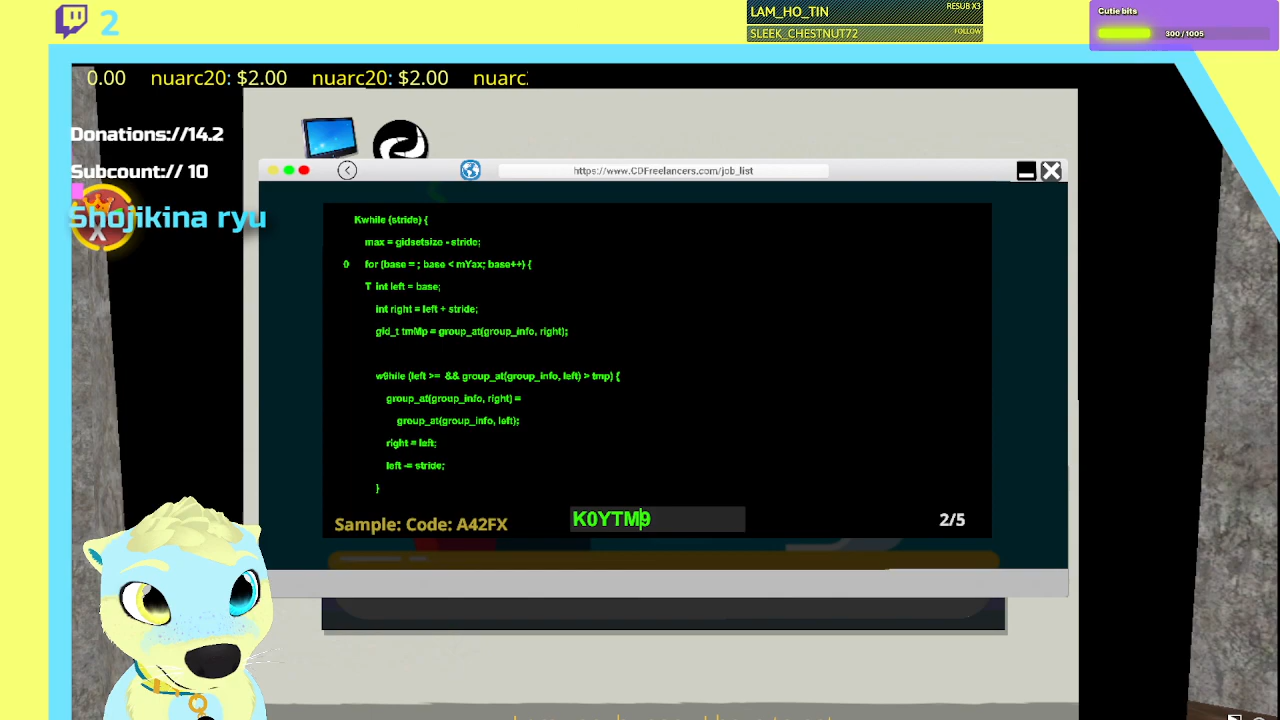 2
LAM_HO_TIN
RESUB X3
SLEEK_CHESTNUT72
FOLLOW
Cutie bits
300 / 1005
0.00 nuarc20: $2.00 nuarc20: $2.00 nuarc
Donations://14.2
Subcount:// 10
Shojikina ryu
X
https://www.CDFreelancers.com/job_list
Kwhile (stride) {
max = gidsetsize - stride;
0 for (base = ; base < mYax; base++) {
T int left = base;
int right = left + stride;
gid_t tmMp = group_at(group_info, right);
w9hile (left >= && group_at(group_info, left) > tmp) {
group_at(group_info, right) =
group_at(group_info, left);
right = left;
left -= stride;
}
Sample: Code: A42FX
K0YTM9
2/5